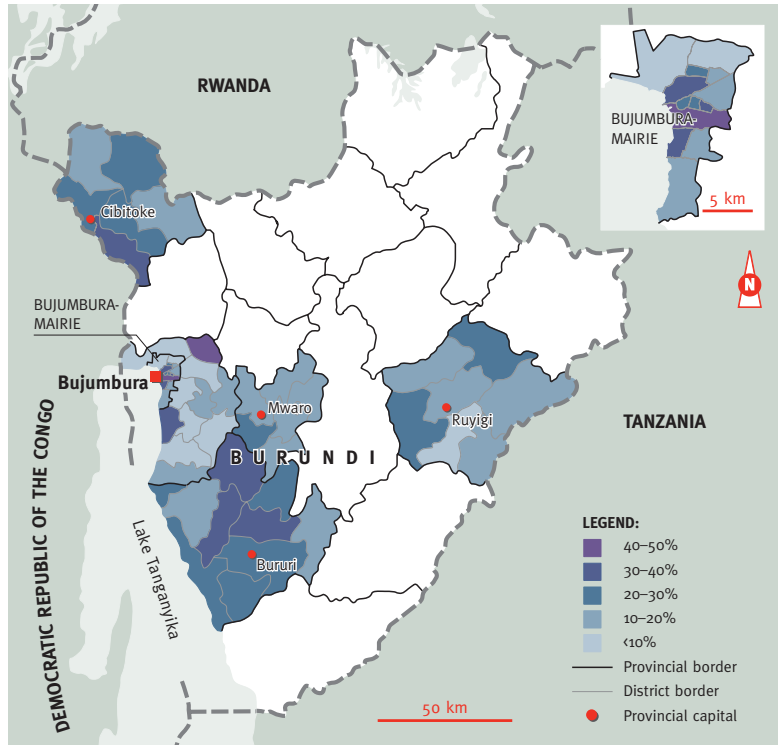 RWANDA
BUJUMBURA-
MAIRIE
5 km
Cibitoke
N
BUJUMBURA-
MAIRIE
Bujumbura
Mwaro
Ruyigi
TANZANIA
BURUNDI
DEMOCRATIC REPUBLIC OF THE CONGO
Lake Tanganyika
Bururi
LEGEND:
40–50%
30–40%
20–30%
10–20%
<10%
Provincial border
District border
Provincial capital
50 km